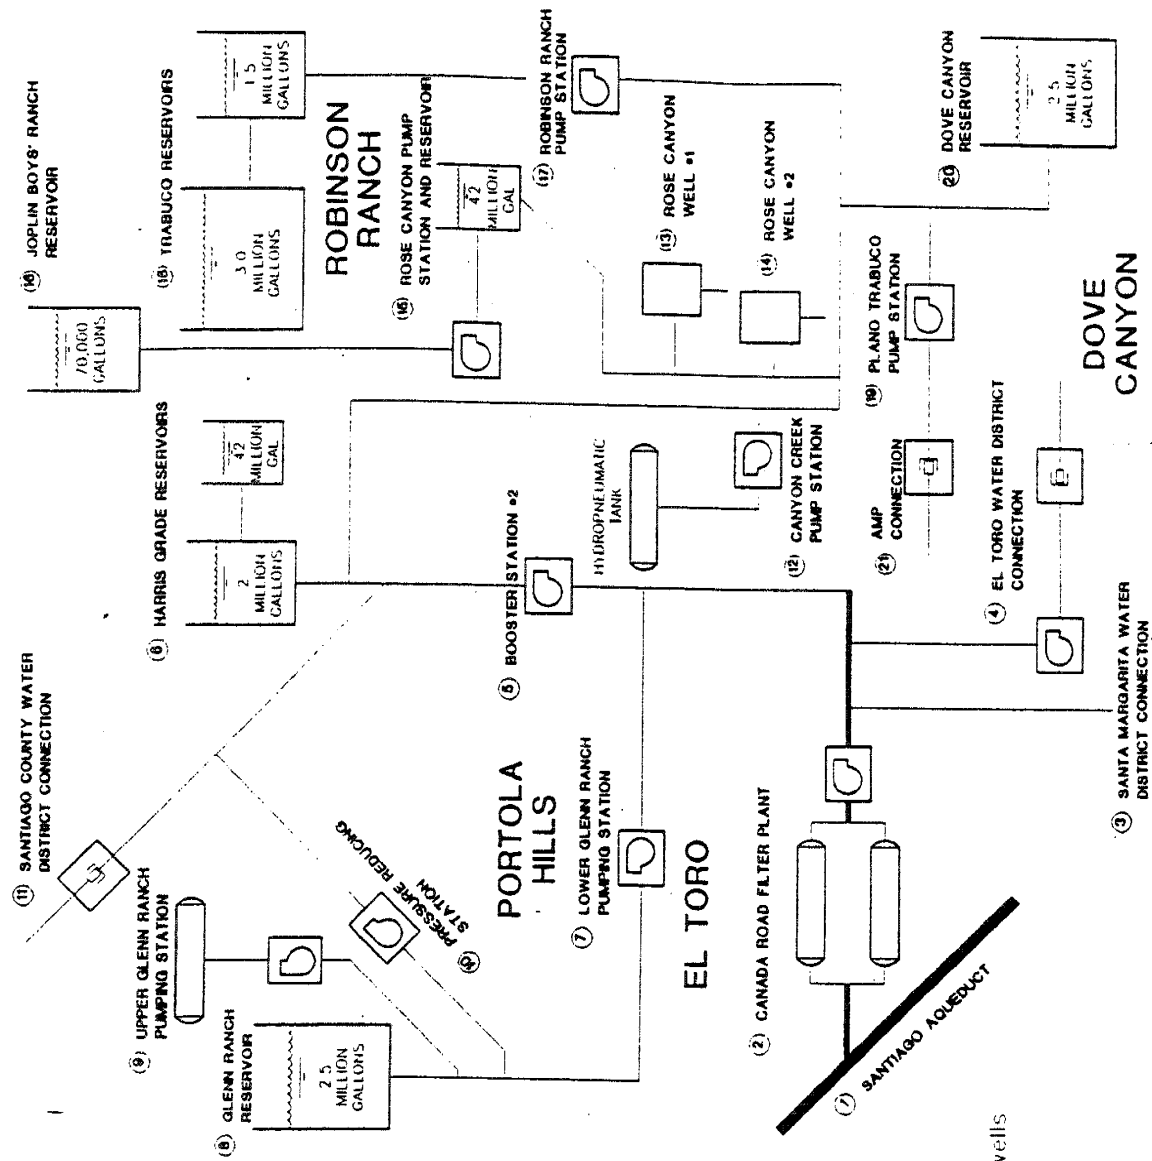 (18) JOPLIN BOYS' RANCH
RESERVOIR
70,000
GALLONS
(16) TRABUCO RESERVOIRS
3.0
MILLION
GALLONS
1.5
MILLION
GALLONS
ROBINSON
RANCH
(15) ROSE CANYON PUMP
STATION AND RESERVOIR
.42
MILLION
GAL
(17) ROBINSON RANCH
PUMP STATION
(13) ROSE CANYON
WELL #1
(14) ROSE CANYON
WELL #2
(20) DOVE CANYON
RESERVOIR
2.5
MILLION
GALLONS
(19) PLANO TRABUCO
PUMP STATION
DOVE
CANYON
(6) HARRIS GRADE RESERVOIRS
2
MILLION
GALLONS
.42
MILLION
GAL
(5) BOOSTER STATION #2
HYDROPNEUMATIC
TANK
(12) CANYON CREEK
PUMP STATION
(21) AMP
CONNECTION
(4) EL TORO WATER DISTRICT
CONNECTION
(11) SANTIAGO COUNTY WATER
DISTRICT CONNECTION
(9) UPPER GLENN RANCH
PUMPING STATION
(10) PRESSURE REDUCING
STATION
(8) GLENN RANCH
RESERVOIR
2.5
MILLION
GALLONS
PORTOLA
HILLS
(7) LOWER GLENN RANCH
PUMPING STATION
EL TORO
(2) CANADA ROAD FILTER PLANT
(1) SANTIAGO AQUEDUCT
(3) SANTA MARGARITA WATER
DISTRICT CONNECTION
wells